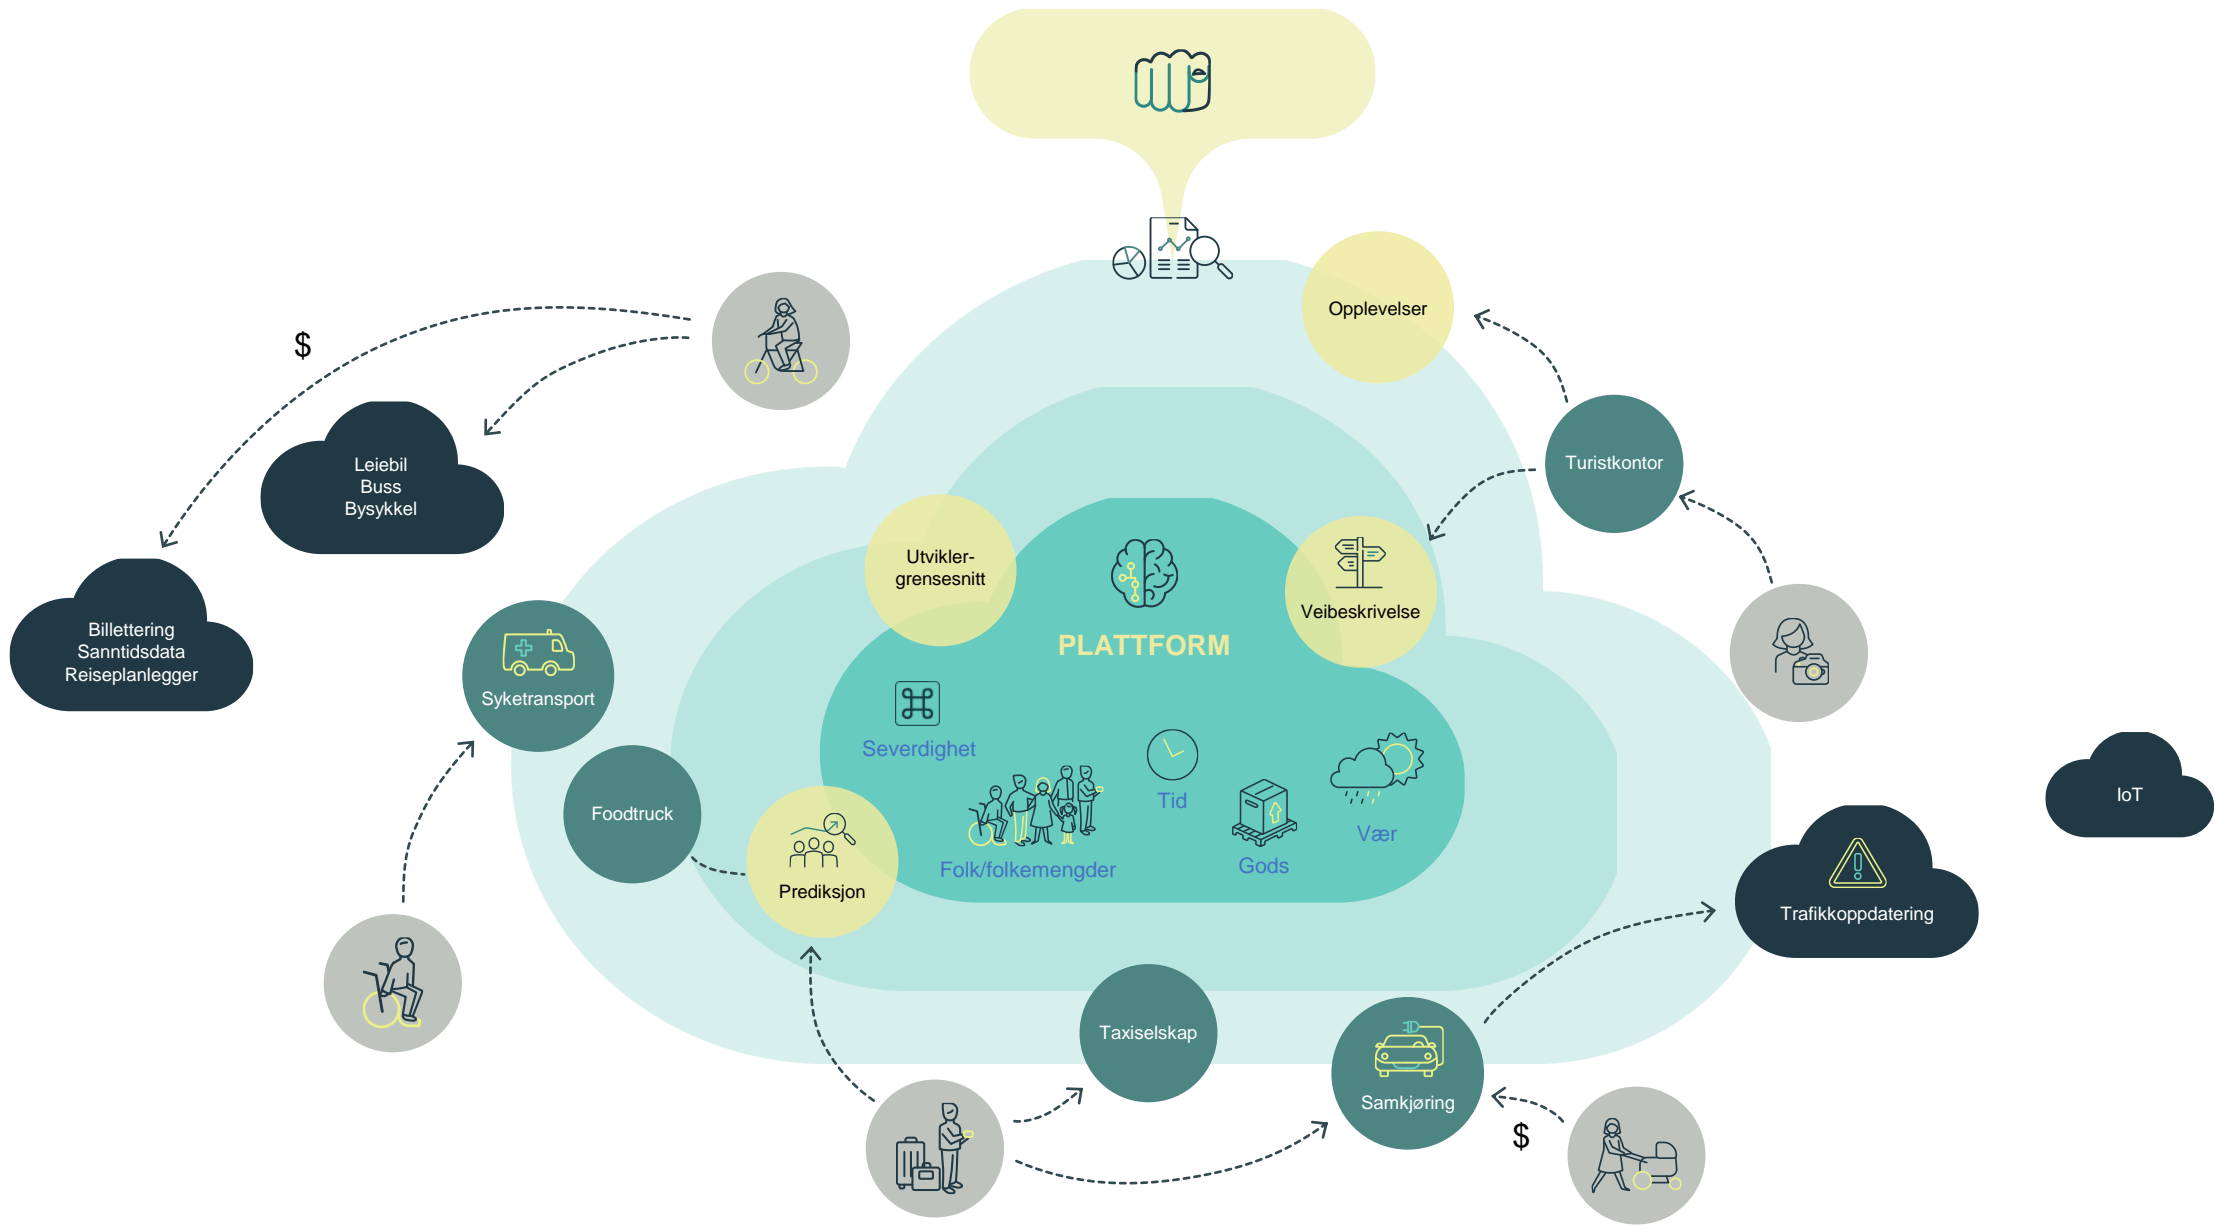 Opplevelser
$
Turistkontor
Leiebil
Buss
Bysykkel
Utvikler-
grensesnitt
Veibeskrivelse
PLATTFORM
Billettering
Sanntidsdata
Reiseplanlegger
Syketransport
Severdighet
Foodtruck
Tid
Vær
IoT
Folk/folkemengder
Gods
Prediksjon
Trafikkoppdatering
Taxiselskap
Samkjøring
$